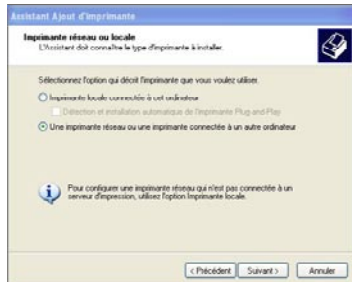 Assistant Ajout d'imprimante
Imprimante réseau ou locale
L'Assistant doit connaître le type d'imprimante à installer.
Sélectionnez l'option qui décrit l'imprimante que vous voulez utiliser.
Imprimante locale connectée à cet ordinateur
Détection et installation automatique de l'imprimante Plug-and-Play
Une imprimante réseau ou une imprimante connectée à un autre ordinateur
Pour configurer une imprimante réseau qui n'est pas connectée à un
serveur d'impression, utilisez l'option Imprimante locale.
< Précédent Suivant > Annuler